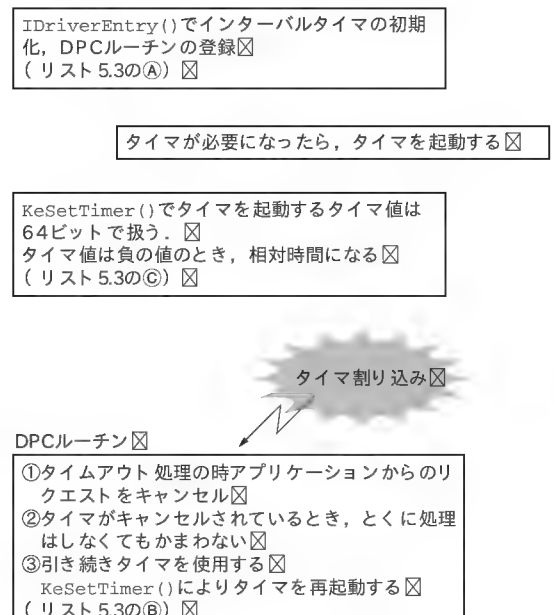 IDriverEntry()でインターバルタイマの初期
化，DPCルーチンの登録
( リスト 5.3のⒶ)
タイマが必要になったら，タイマを起動する
KeSetTimer()でタイマを起動するタイマ値は
64ビットで扱う．
タイマ値は負の値のとき，相対時間になる
( リスト 5.3のⒸ)
タイマ割り込み
DPCルーチン
①タイムアウト処理の時アプリケーションからのリ
クエストをキャンセル
②タイマがキャンセルされているとき，とくに処理
はしなくてもかまわない
③引き続きタイマを使用する
KeSetTimer()によりタイマを再起動する
( リスト 5.3のⒷ)